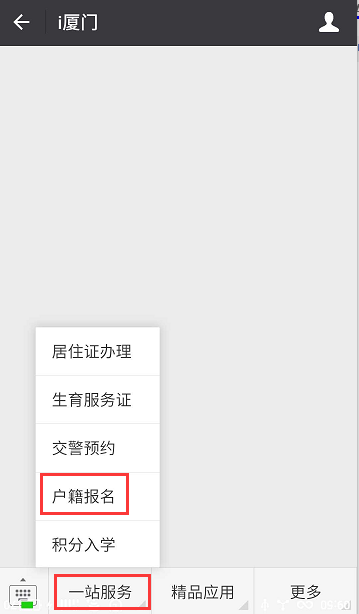 i厦门
居住证办理
生育服务证
交警预约
户籍报名
积分入学
一站服务
精品应用
更多